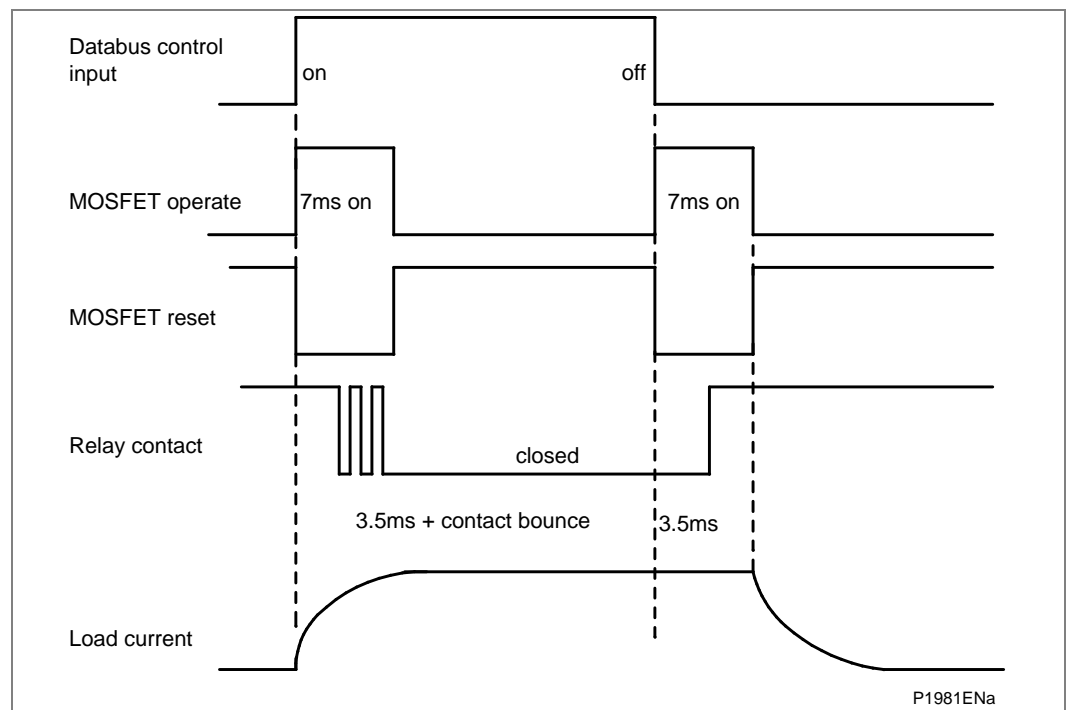 Databus control
input
on
off
MOSFET operate
7ms on
7ms on
MOSFET reset
Relay contact
closed
3.5ms + contact bounce
3.5ms
Load current
P1981ENa